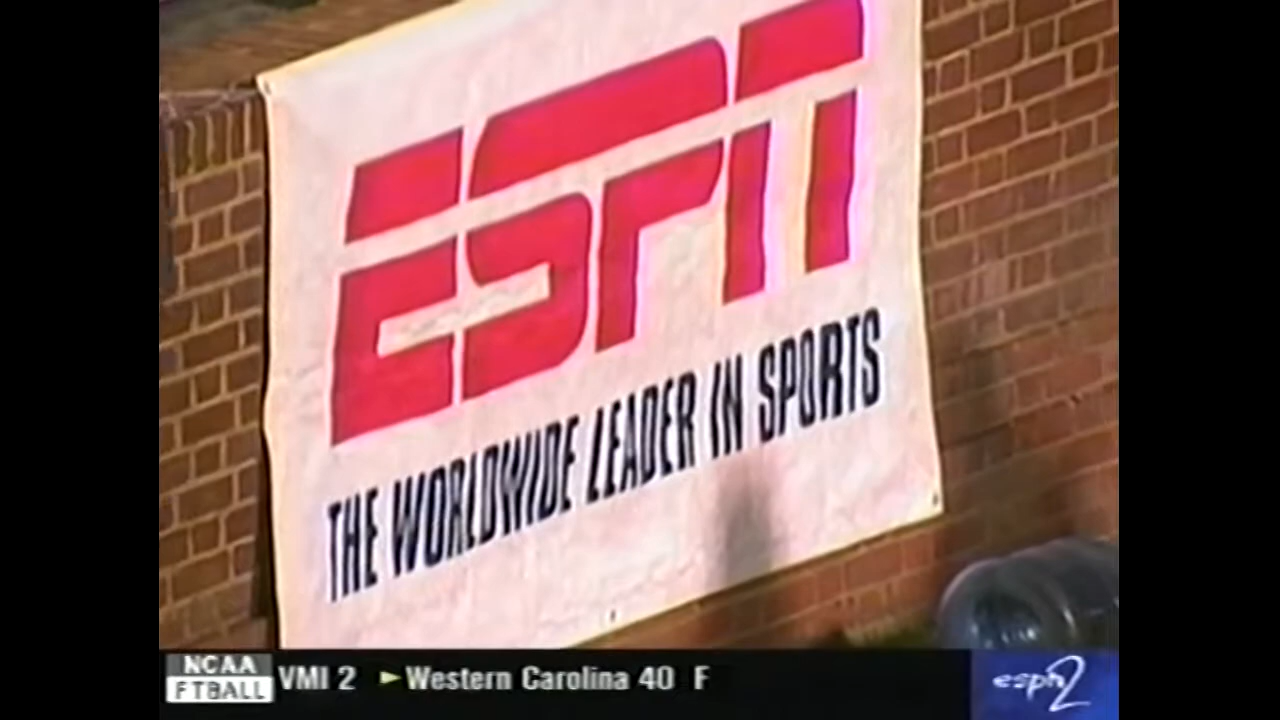 ESPN
THE WORLDWIDE LEADER IN SPORTS
NCAA
FTBALL
VMI 2 ►Western Carolina 40 F
espn2